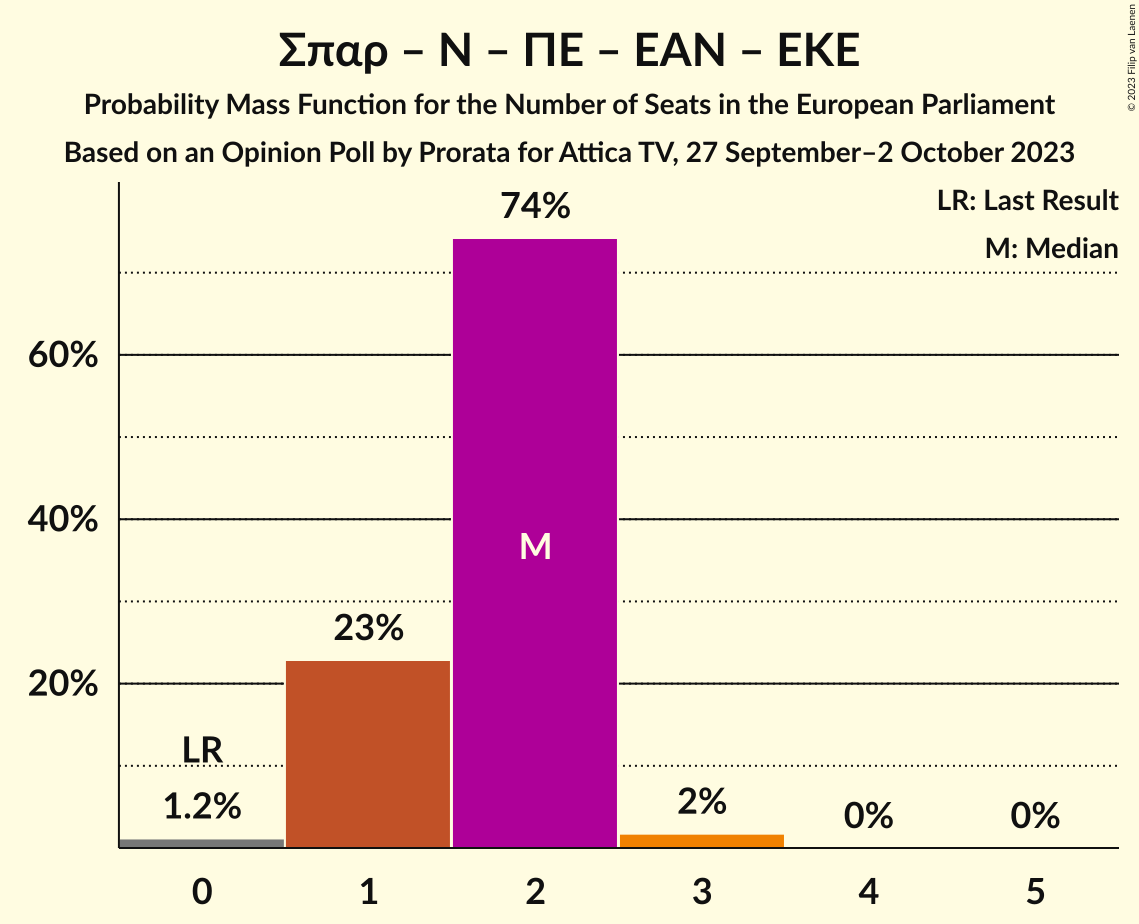 Σπαρ – Ν – ΠΕ – ΕΑΝ – ΕΚΕ
Probability Mass Function for the Number of Seats in the European Parliament
Based on an Opinion Poll by Prorata for Attica TV, 27 September–2 October 2023
© 2023 Filip van Laenen
LR: Last Result
M: Median
74%
60%
M
40%
23%
20%
LR
1.2%
2%
0%
0%
0 1 2 3 4 5